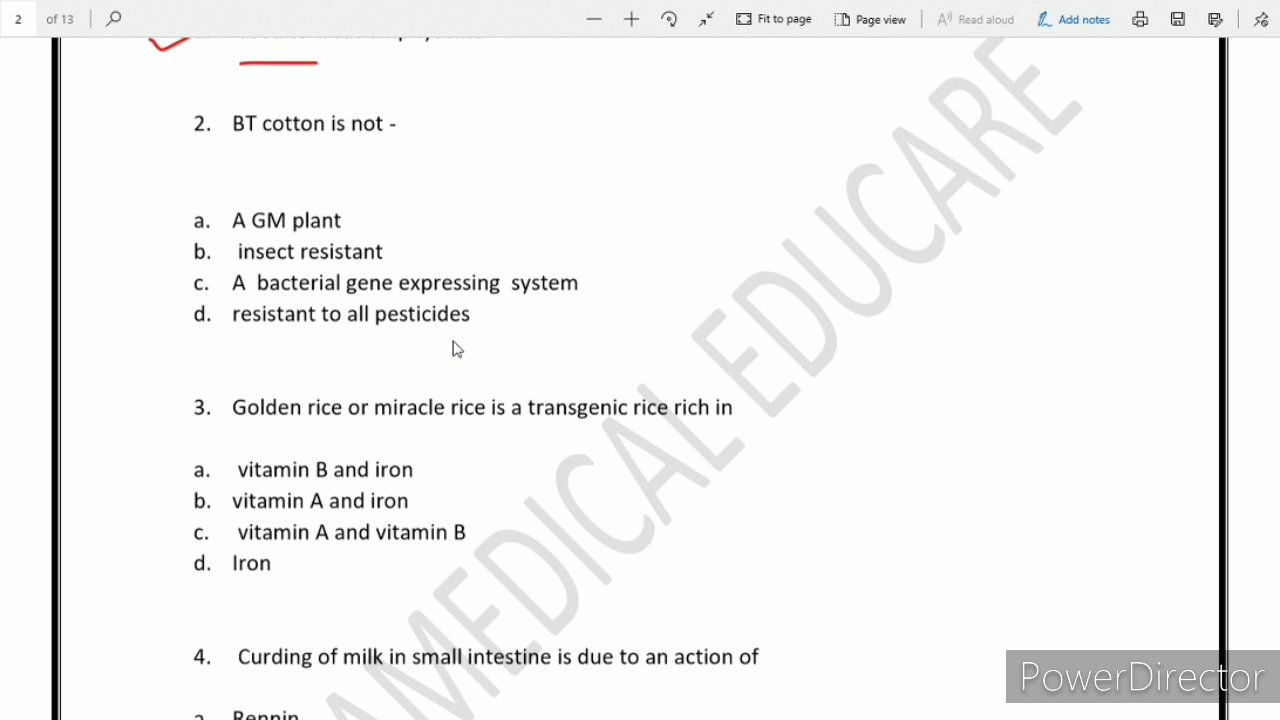 2 of 13 Fit to page Page view Read aloud Add notes
2. BT cotton is not -
a. A GM plant
b. insect resistant
c. A bacterial gene expressing system
d. resistant to all pesticides
3. Golden rice or miracle rice is a transgenic rice rich in
a. vitamin B and iron
b. vitamin A and iron
c. vitamin A and vitamin B
d. Iron
4. Curding of milk in small intestine is due to an action of
a. Rennin
AMEDICAL EDUCARE
PowerDirector